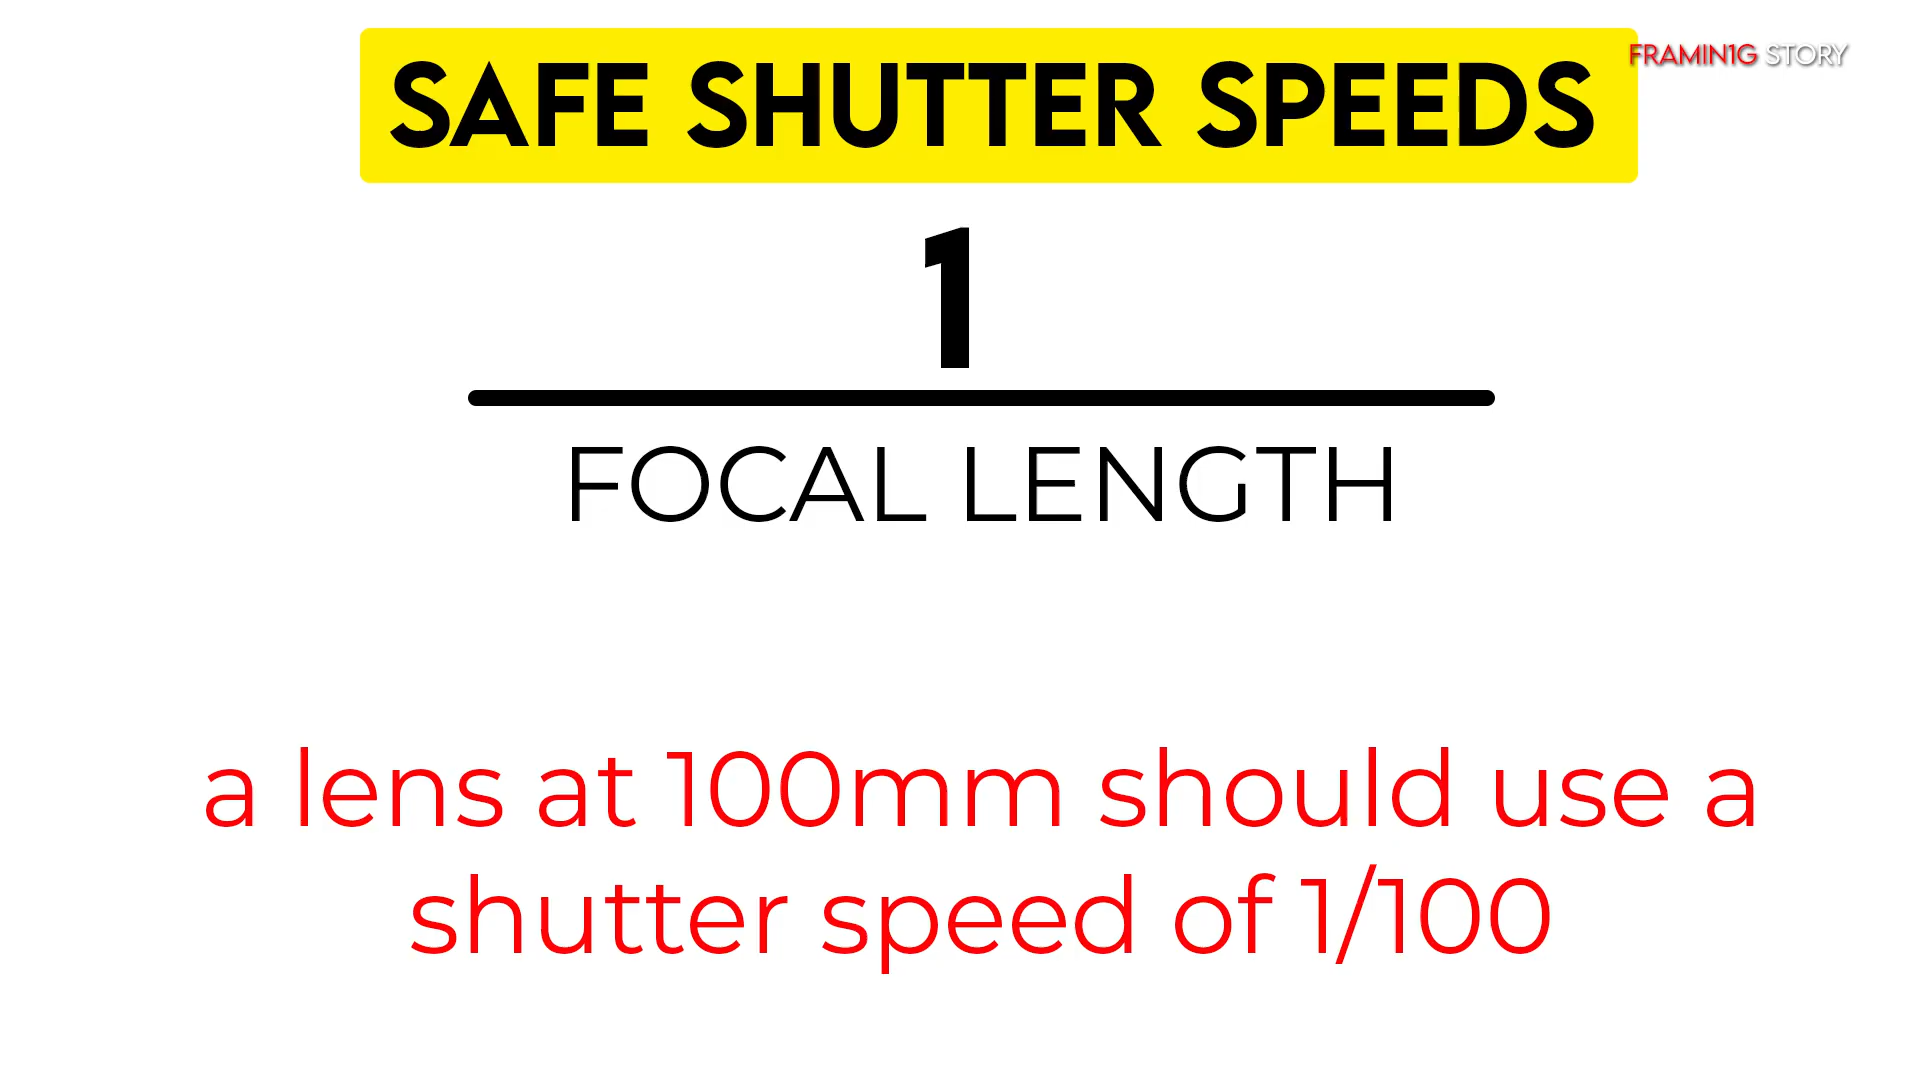 SAFE SHUTTER SPEEDS
FRAMIN1G STORY
1
FOCAL LENGTH
a lens at 100mm should use a
shutter speed of 1/100